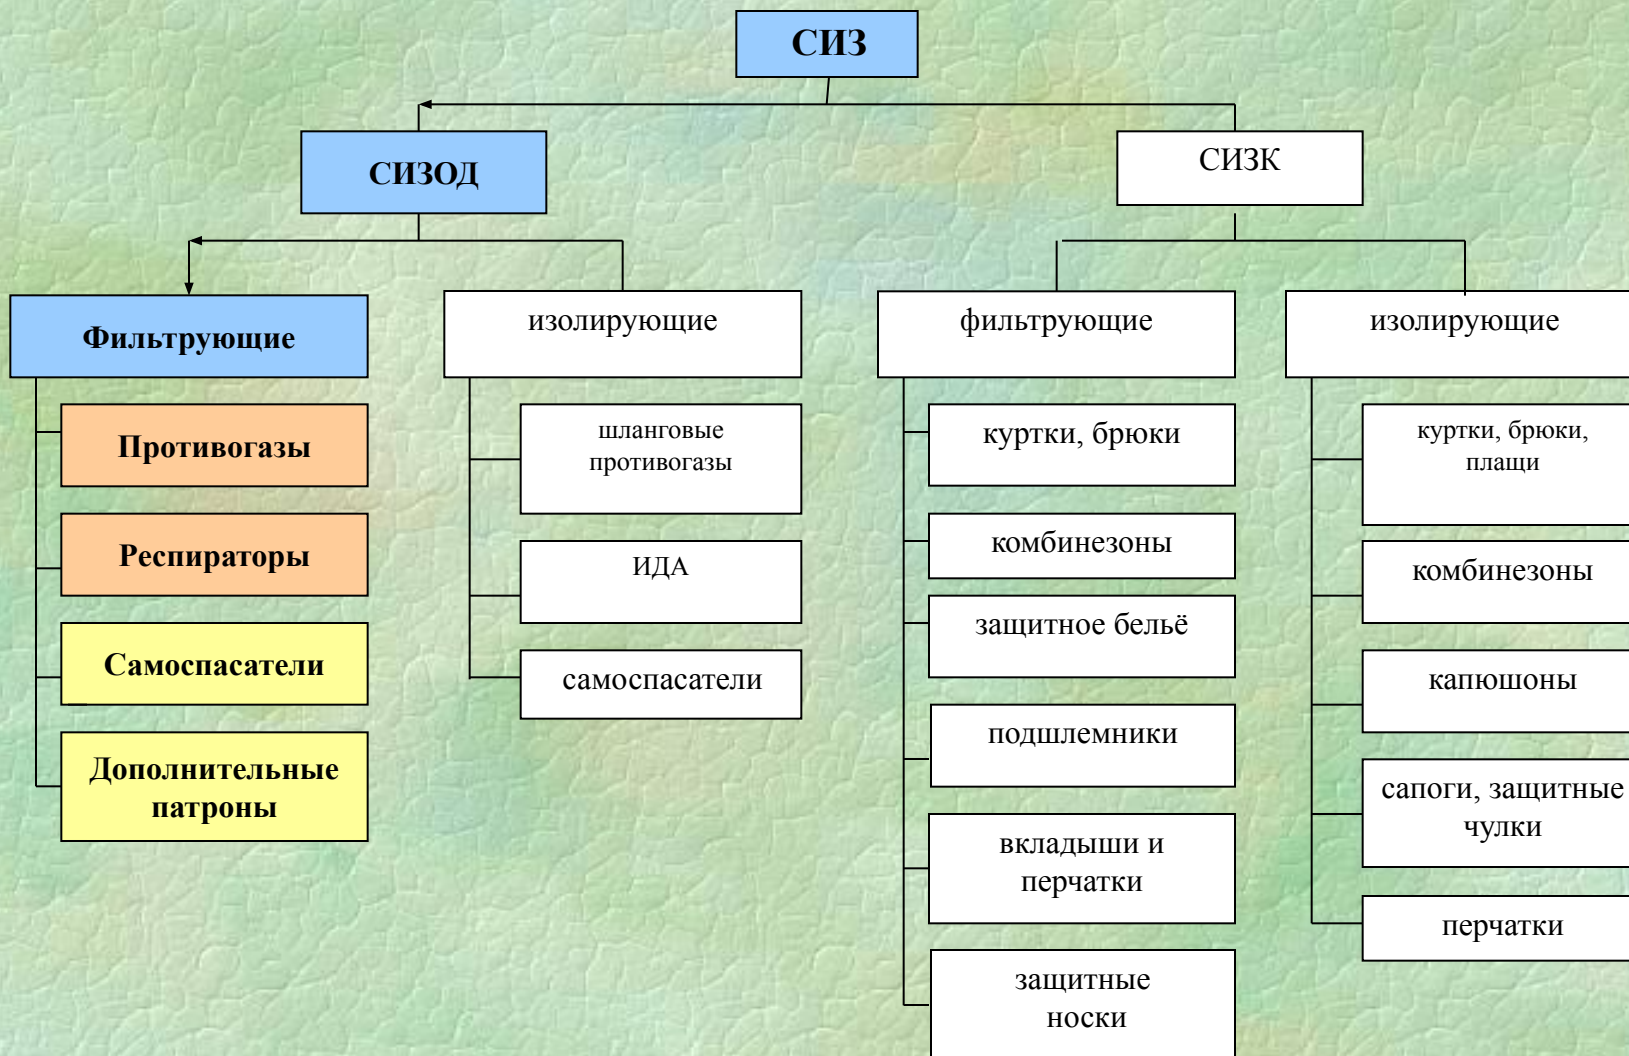 СИЗ
СИЗОД
СИЗК
Фильтрующие
Противогазы
Респираторы
Самоспасатели
Дополнительные
патроны
изолирующие
шланговые
противогазы
ИДА
самоспасатели
фильтрующие
куртки, брюки
комбинезоны
защитное бельё
подшлемники
вкладыши и
перчатки
защитные
носки
изолирующие
куртки, брюки,
плащи
комбинезоны
капюшоны
сапоги, защитные
чулки
перчатки